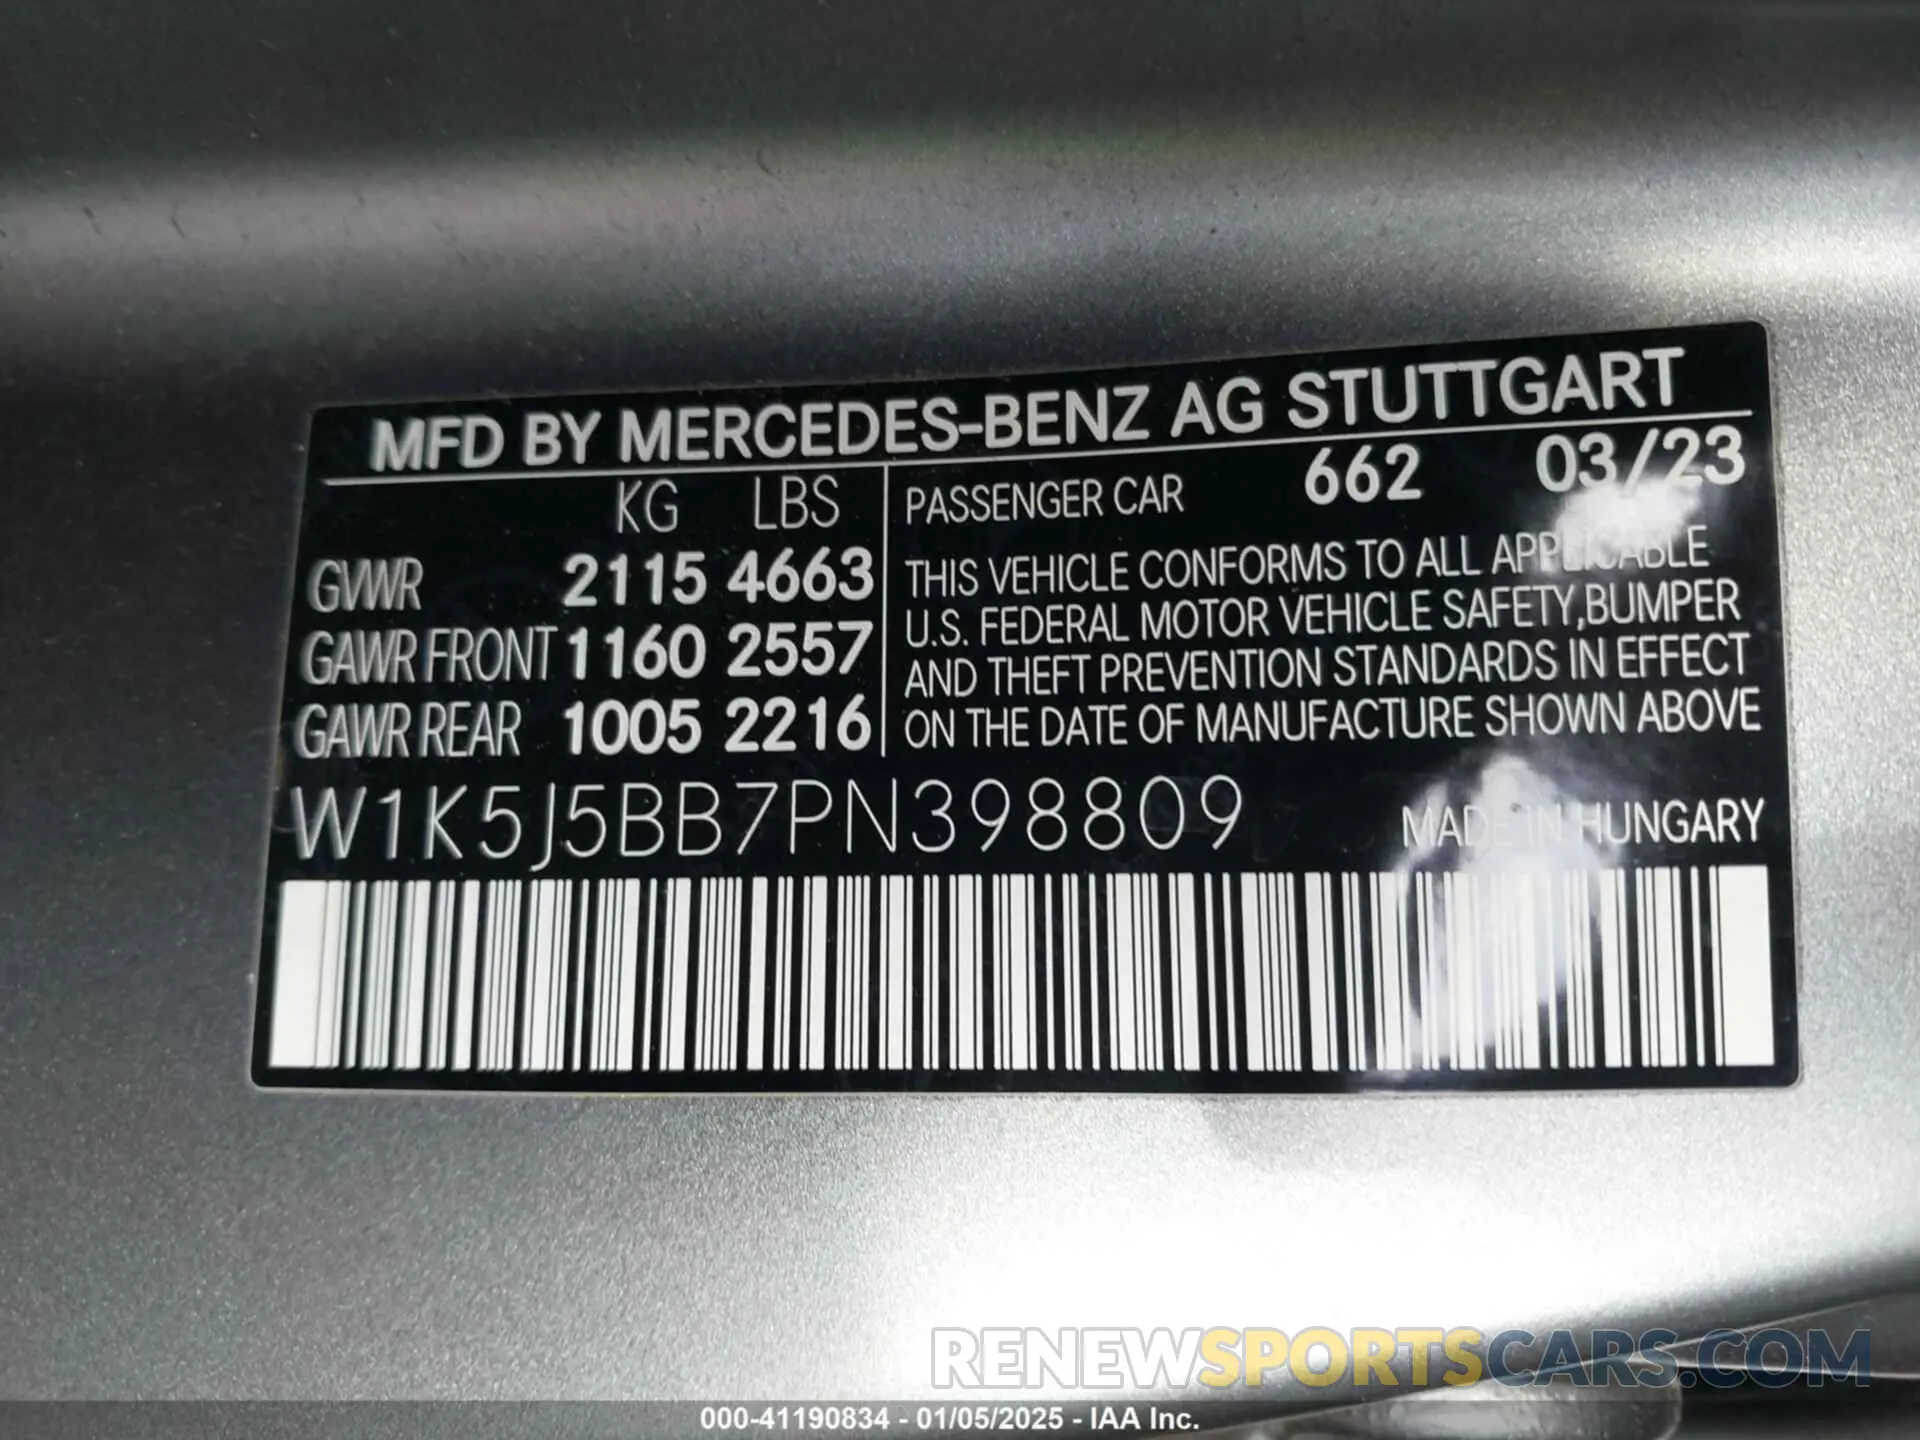 MFD BY MERCEDES-BENZ AG STUTTGART
KG LBS
GVWR 2115 4663
GAWR FRONT 1160 2557
GAWR REAR 1005 2216
PASSENGER CAR 662 03/23
THIS VEHICLE CONFORMS TO ALL APPLICABLE
U.S. FEDERAL MOTOR VEHICLE SAFETY,BUMPER
AND THEFT PREVENTION STANDARDS IN EFFECT
ON THE DATE OF MANUFACTURE SHOWN ABOVE
W1K5J5BB7PN398809
MADE IN HUNGARY
RENEWSPORTSCARS.COM
000-41190834 - 01/05/2025 - IAA Inc.